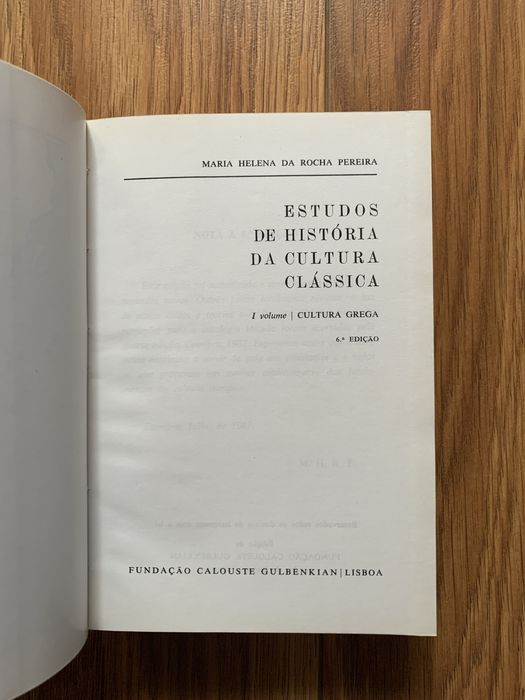 MARIA HELENA DA ROCHA PEREIRA
ESTUDOS
DE HISTÓRIA
DA CULTURA
CLÁSSICA
I volume | CULTURA GREGA
6.ª EDIÇÃO
FUNDAÇÃO CALOUSTE GULBENKIAN | LISBOA